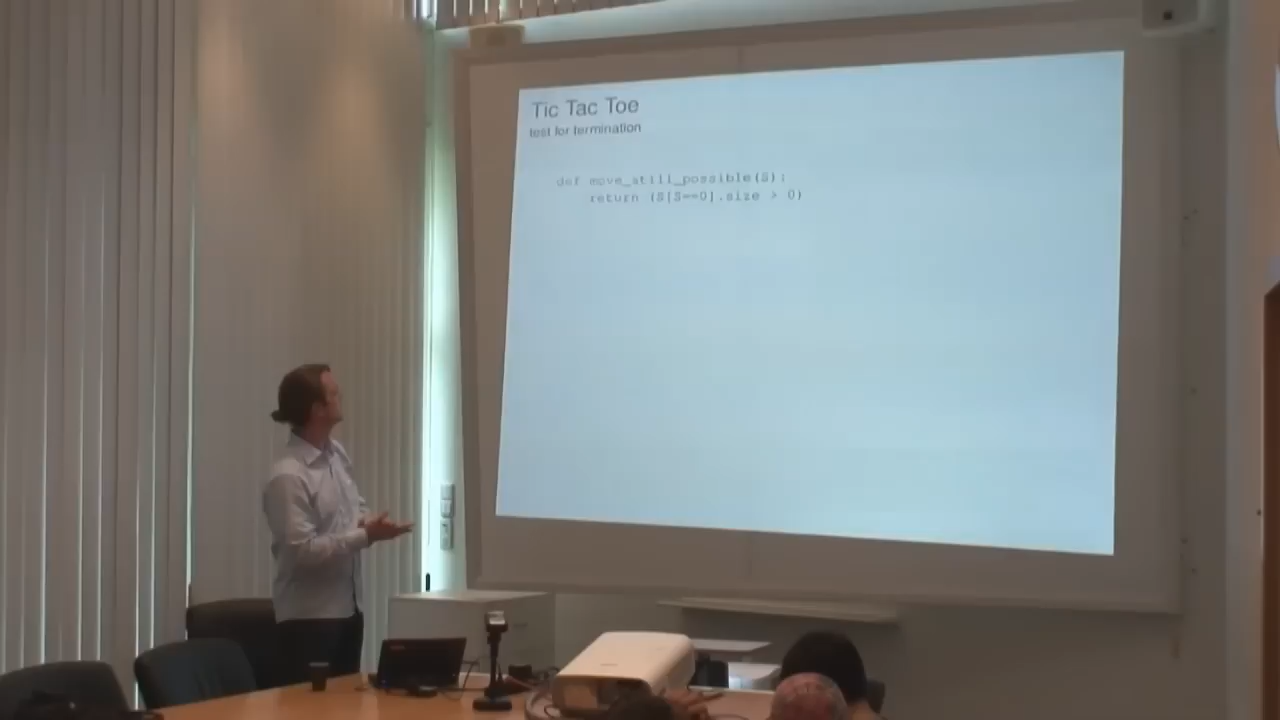 Tic Tac Toe
test for termination
def move_still_possible(S):
return (S[S==0].size > 0)